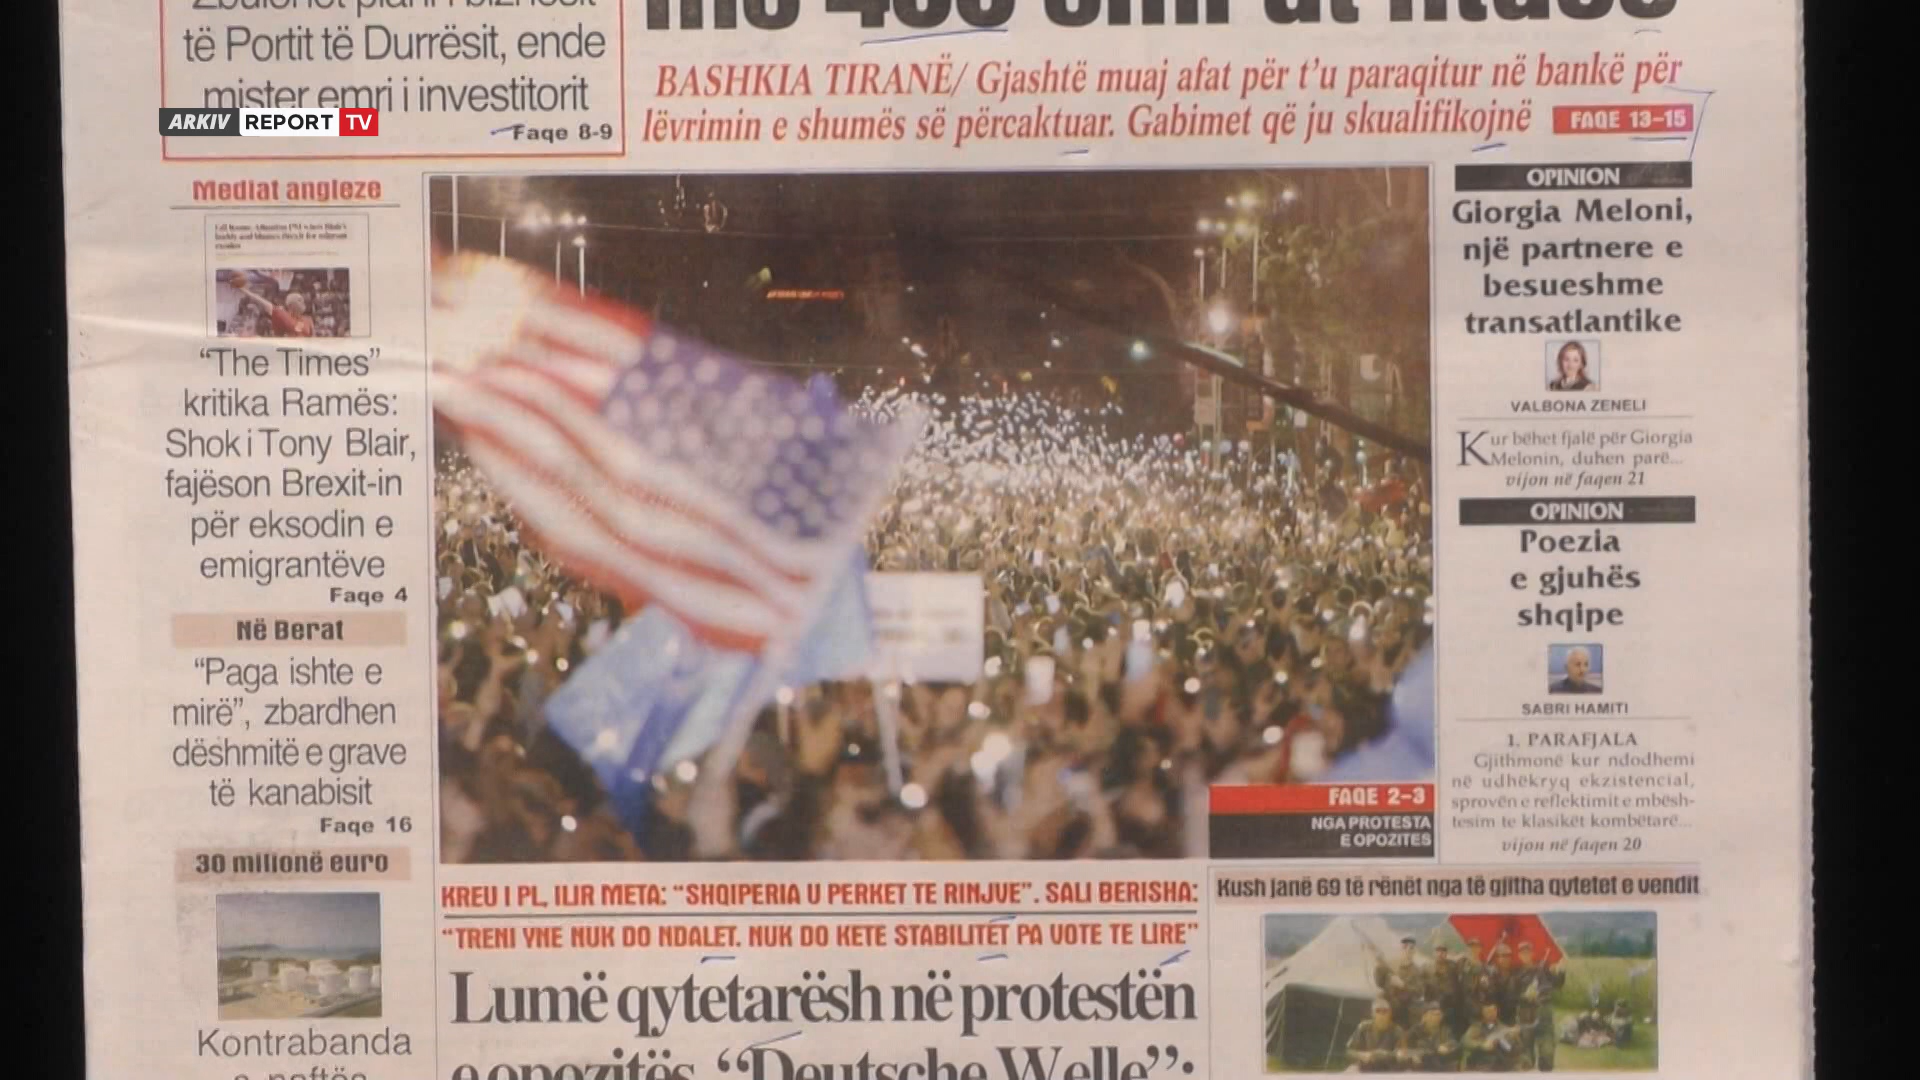 të Portit të Durrësit, ende
mister emri i investitorit
Faqe 8-9
ARKIV REPORT TV
BASHKIA TIRANË/ Gjashtë muaj afat për t'u paraqitur në bankë për
lëvrimin e shumës së përcaktuar. Gabimet që ju skualifikojnë
FAQE 13-15
Mediat angleze
“The Times”
kritika Ramës:
Shok i Tony Blair,
fajëson Brexit-in
për eksodin e
emigrantëve
Faqe 4
Në Berat
“Paga ishte e
mirë”, zbardhen
dëshmitë e grave
të kanabisit
Faqe 16
30 milionë euro
Kontrabanda
e naftës
FAQE 2-3
NGA PROTESTA
E OPOZITES
KREU I PL, ILIR META: “SHQIPERIA U PERKET TE RINJVE”. SALI BERISHA:
“TRENI YNE NUK DO NDALET. NUK DO KETE STABILITET PA VOTE TE LIRE”
Lumë qytetarësh në protestën
e opozitës, “Deutsche Welle”:
OPINION
Giorgia Meloni,
një partnere e
besueshme
transatlantike
VALBONA ZENELI
Kur bëhet fjalë për Giorgia
Melonin, duhen parë...
vijon në faqen 21
OPINION
Poezia
e gjuhës
shqipe
SABRI HAMITI
1. PARAFJALA
Gjithmonë kur ndodhemi
në udhëkryq ekzistencial,
sprovën e reflektimit e mbësh-
tesim te klasikët kombëtarë...
vijon në faqen 20
Kush janë 69 të rënët nga të gjitha qytetet e vendit